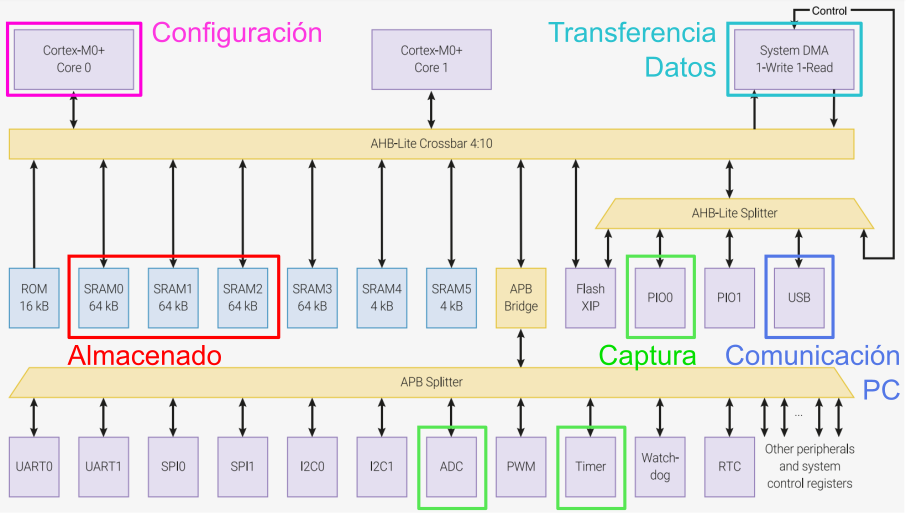 Control
Configuración
Transferencia
Datos
Cortex-M0+
Core 0
Cortex-M0+
Core 1
System DMA
1-Write 1-Read
AHB-Lite Crossbar 4:10
AHB-Lite Splitter
ROM
16 kB
SRAM0
64 kB
SRAM1
64 kB
SRAM2
64 kB
SRAM3
64 kB
SRAM4
4 kB
SRAM5
4 kB
APB
Bridge
Flash
XIP
PIO0
PIO1
USB
Almacenado
Captura
Comunicación
PC
APB Splitter
...
UART0
UART1
SPI0
SPI1
I2C0
I2C1
ADC
PWM
Timer
Watch-
dog
RTC
Other peripherals
and system
control registers